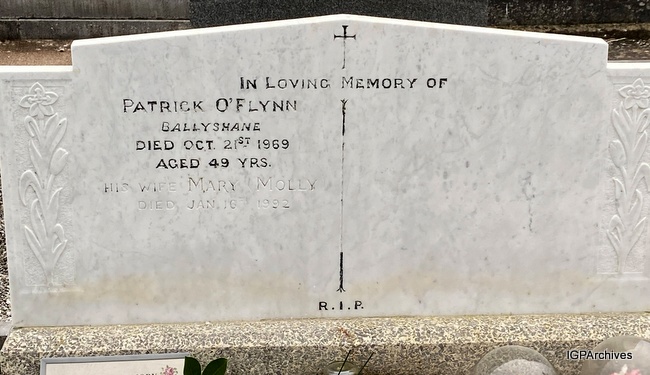 IN LOVING MEMORY OF
PATRICK O'FLYNN
BALLYSHANE
DIED OCT. 21ST 1969
AGED 49 YRS.
HIS WIFE MARY MOLLY
DIED JAN. 1992
R.I.P.
IGPArchives